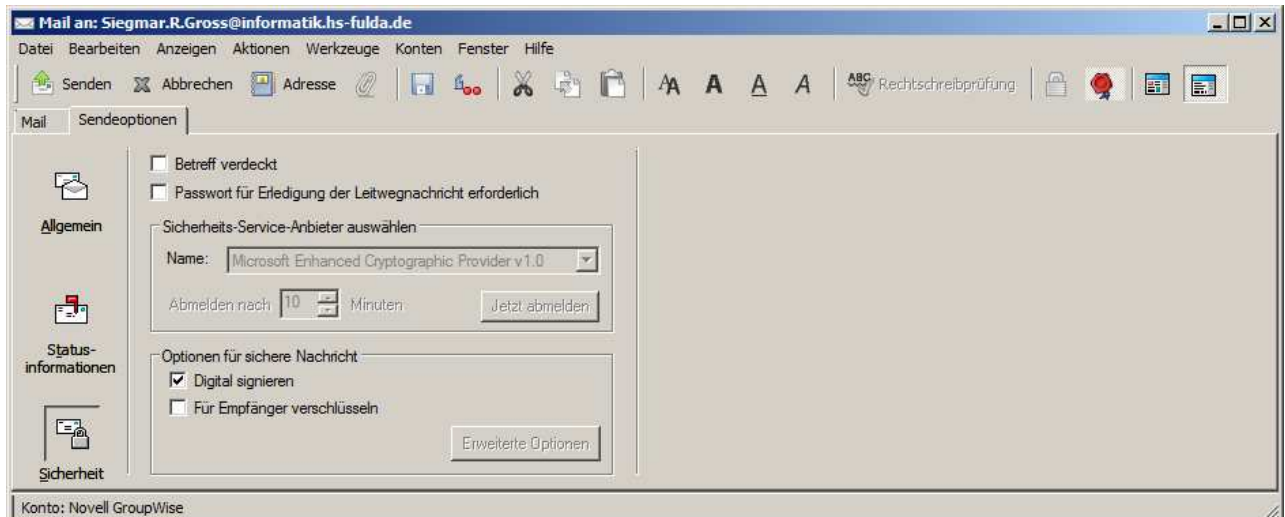 Mail an: Siegmar.R.Gross@informatik.hs-fulda.de
Datei Bearbeiten Anzeigen Aktionen Werkzeuge Konten Fenster Hilfe
Senden Abbrechen Adresse A A A A ABC Rechtschreibprüfung
Mail Sendeoptionen
Betreff verdeckt
Passwort für Erledigung der Leitwegnachricht erforderlich
Allgemein
Sicherheits-Service-Anbieter auswählen
Name: Microsoft Enhanced Cryptographic Provider v1.0
Abmelden nach 10 Minuten Jetzt abmelden
Status-
informationen
Optionen für sichere Nachricht
Digital signieren
Für Empfänger verschlüsseln
Erweiterte Optionen
Sicherheit
Konto: Novell GroupWise